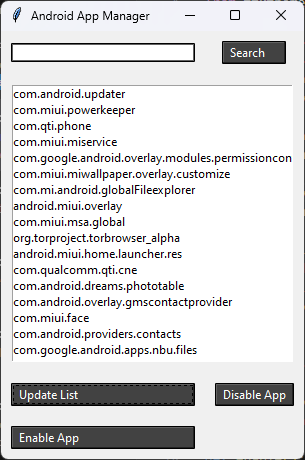 Android App Manager
Search
com.android.updater
com.miui.powerkeeper
com.qti.phone
com.miui.miservice
com.google.android.overlay.modules.permissioncon
com.miui.miwallpaper.overlay.customize
com.mi.android.globalFileexplorer
android.miui.overlay
com.miui.msa.global
org.torproject.torbrowser_alpha
android.miui.home.launcher.res
com.qualcomm.qti.cne
com.android.dreams.phototable
com.android.overlay.gmscontactprovider
com.miui.face
com.android.providers.contacts
com.google.android.apps.nbu.files
Update List
Disable App
Enable App